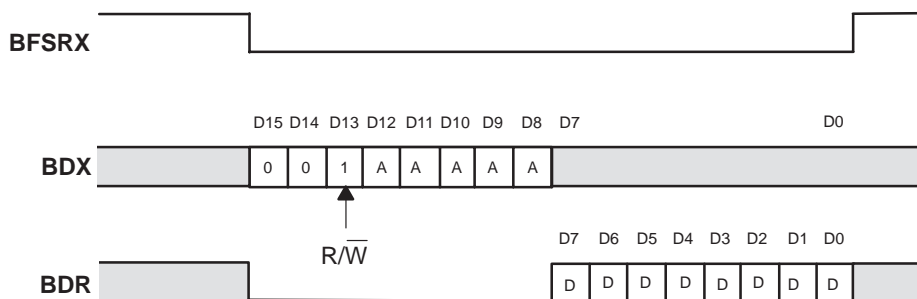 BFSRX
D15 D14 D13 D12 D11 D10 D9 D8 D7 D0
BDX 0 0 1 A A A A A
R/W̅
D7 D6 D5 D4 D3 D2 D1 D0
BDR D D D D D D D D